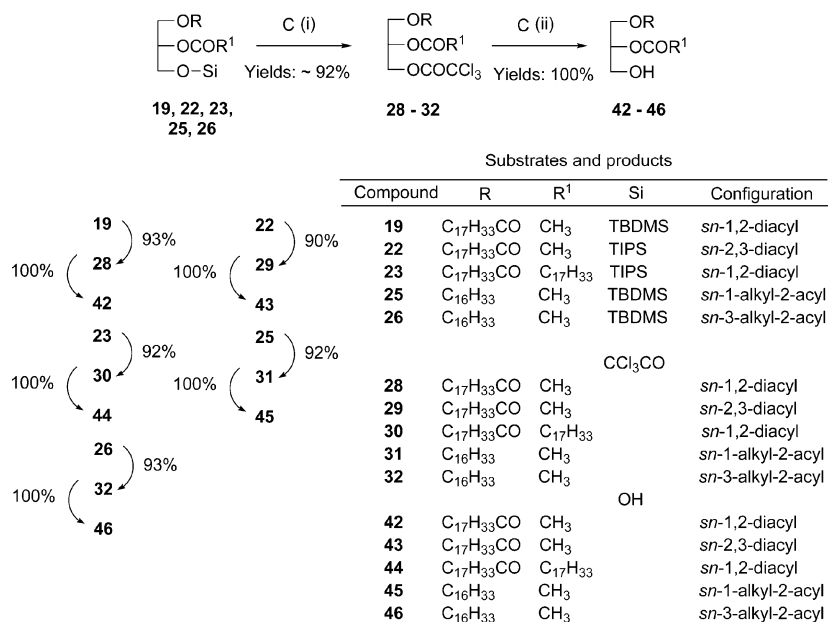 OR
OCOR¹
O–Si
C (i)
Yields: ~ 92%
OR
OCOR¹
OCOCCl₃
C (ii)
Yields: 100%
OR
OCOR¹
OH
19, 22, 23,
25, 26
28 - 32
42 - 46
Substrates and products
Compound R R¹ Si Configuration
19 C₁₇H₃₃CO CH₃ TBDMS sn-1,2-diacyl
22 C₁₇H₃₃CO CH₃ TIPS sn-2,3-diacyl
23 C₁₇H₃₃CO C₁₇H₃₃ TIPS sn-1,2-diacyl
25 C₁₆H₃₃ CH₃ TBDMS sn-1-alkyl-2-acyl
26 C₁₆H₃₃ CH₃ TBDMS sn-3-alkyl-2-acyl
CCl₃CO
28 C₁₇H₃₃CO CH₃ sn-1,2-diacyl
29 C₁₇H₃₃CO CH₃ sn-2,3-diacyl
30 C₁₇H₃₃CO C₁₇H₃₃ sn-1,2-diacyl
31 C₁₆H₃₃ CH₃ sn-1-alkyl-2-acyl
32 C₁₆H₃₃ CH₃ sn-3-alkyl-2-acyl
OH
42 C₁₇H₃₃CO CH₃ sn-1,2-diacyl
43 C₁₇H₃₃CO CH₃ sn-2,3-diacyl
44 C₁₇H₃₃CO C₁₇H₃₃ sn-1,2-diacyl
45 C₁₆H₃₃ CH₃ sn-1-alkyl-2-acyl
46 C₁₆H₃₃ CH₃ sn-3-alkyl-2-acyl
19
93%
100% 28
42
22
90%
100% 29
43
23
92%
100% 30
44
25
92%
100% 31
45
26
93%
100% 32
46